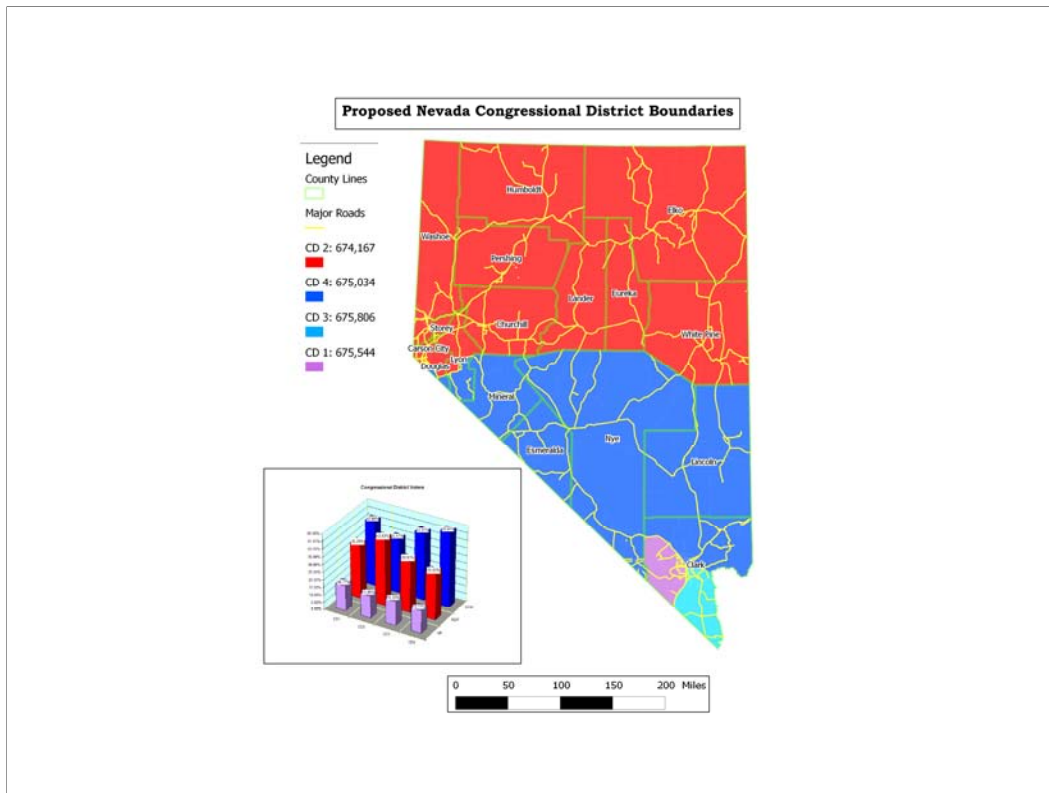 Proposed Nevada Congressional District Boundaries
Legend
County Lines
Major Roads
CD 2: 674,167
CD 4: 675,034
CD 3: 675,806
CD 1: 675,544
Humboldt
Elko
Washoe
Pershing
Lander
Eureka
Storey
Churchill
White Pine
Carson City
Lyon
Douglas
Mineral
Nye
Esmeralda
Lincoln
Clark
Congressional District Voters
0 50 100 150 200 Miles